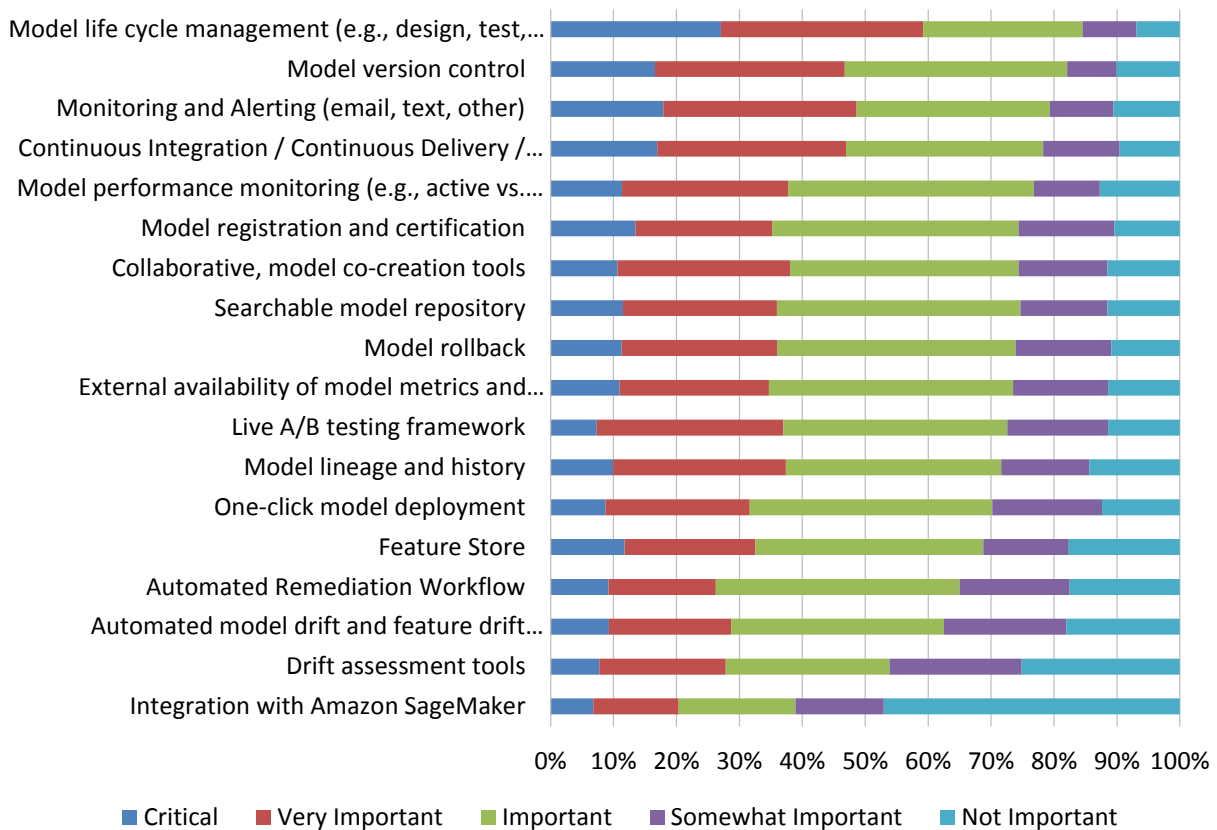 Model life cycle management (e.g., design, test,...
Model version control
Monitoring and Alerting (email, text, other)
Continuous Integration / Continuous Delivery /...
Model performance monitoring (e.g., active vs....
Model registration and certification
Collaborative, model co-creation tools
Searchable model repository
Model rollback
External availability of model metrics and...
Live A/B testing framework
Model lineage and history
One-click model deployment
Feature Store
Automated Remediation Workflow
Automated model drift and feature drift...
Drift assessment tools
Integration with Amazon SageMaker
0% 10% 20% 30% 40% 50% 60% 70% 80% 90% 100%
Critical Very Important Important Somewhat Important Not Important